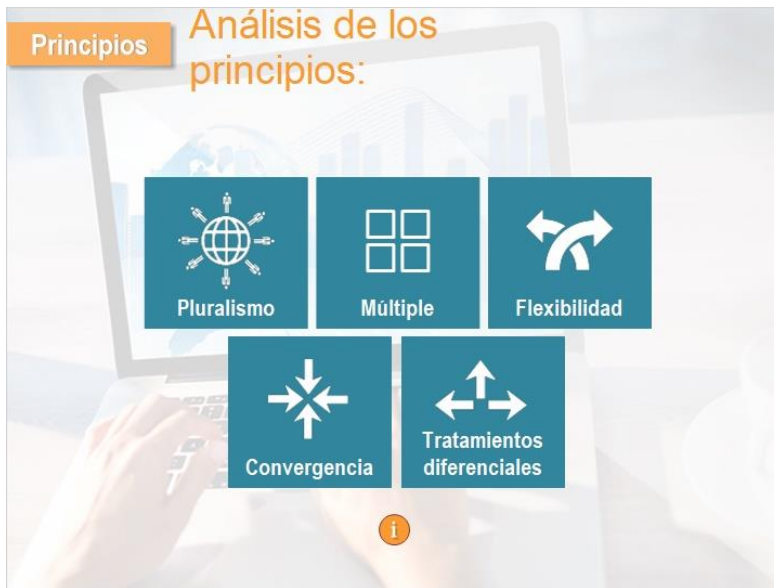 Principios
Análisis de los
principios:
Pluralismo
Múltiple
Flexibilidad
Convergencia
Tratamientos
diferenciales
i